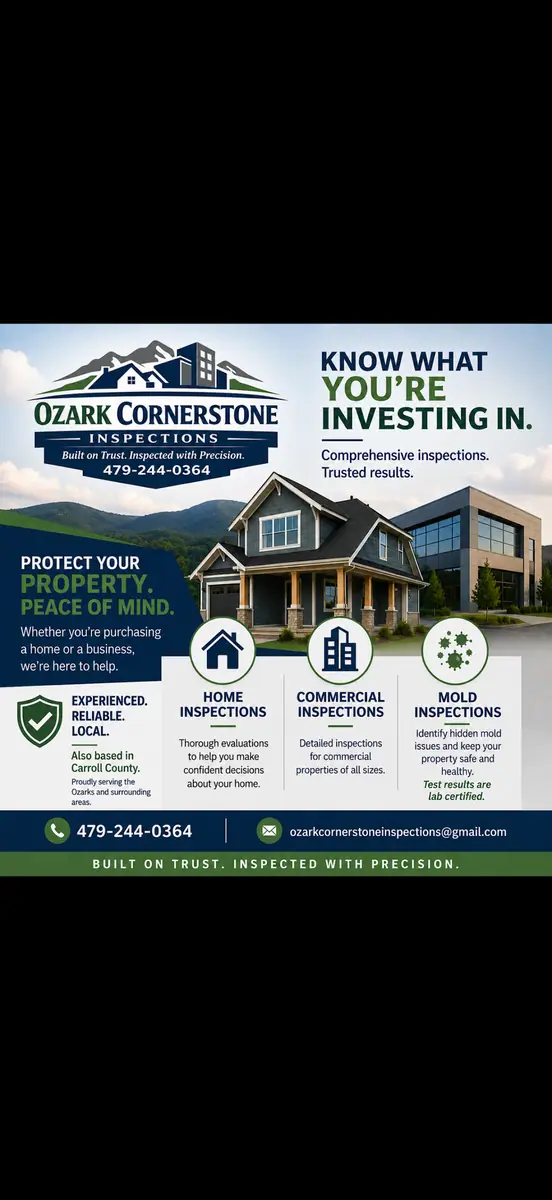 OZARK CORNERSTONE
INSPECTIONS
Built on Trust. Inspected with Precision.
479-244-0364
KNOW WHAT
YOU'RE
INVESTING IN.
Comprehensive inspections.
Trusted results.
PROTECT YOUR
PROPERTY.
PEACE OF MIND.
Whether you're purchasing
a home or a business,
we're here to help.
EXPERIENCED.
RELIABLE.
LOCAL.
Also based in
Carroll County.
Proudly serving the
Ozarks and surrounding
areas.
HOME
INSPECTIONS
Thorough evaluations
to help you make
confident decisions
about your home.
COMMERCIAL
INSPECTIONS
Detailed inspections
for commercial
properties of all sizes.
MOLD
INSPECTIONS
Identify hidden mold
issues and keep your
property safe and
healthy.
Test results are
lab certified.
479-244-0364
ozarkcornerstoneinspections@gmail.com
BUILT ON TRUST. INSPECTED WITH PRECISION.